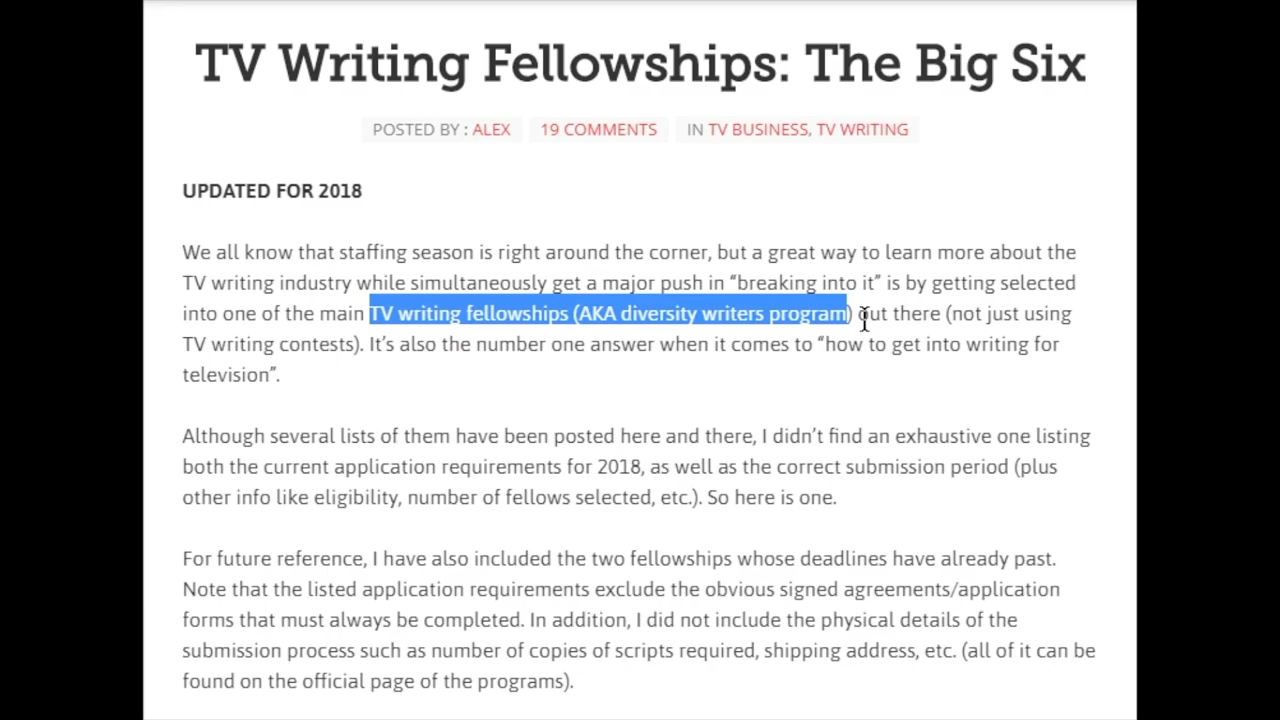 TV Writing Fellowships: The Big Six
POSTED BY : ALEX 19 COMMENTS IN TV BUSINESS, TV WRITING
UPDATED FOR 2018
We all know that staffing season is right around the corner, but a great way to learn more about the
TV writing industry while simultaneously get a major push in “breaking into it” is by getting selected
into one of the main TV writing fellowships (AKA diversity writers program) out there (not just using
TV writing contests). It’s also the number one answer when it comes to “how to get into writing for
television”.
Although several lists of them have been posted here and there, I didn’t find an exhaustive one listing
both the current application requirements for 2018, as well as the correct submission period (plus
other info like eligibility, number of fellows selected, etc.). So here is one.
For future reference, I have also included the two fellowships whose deadlines have already past.
Note that the listed application requirements exclude the obvious signed agreements/application
forms that must always be completed. In addition, I did not include the physical details of the
submission process such as number of copies of scripts required, shipping address, etc. (all of it can be
found on the official page of the programs).